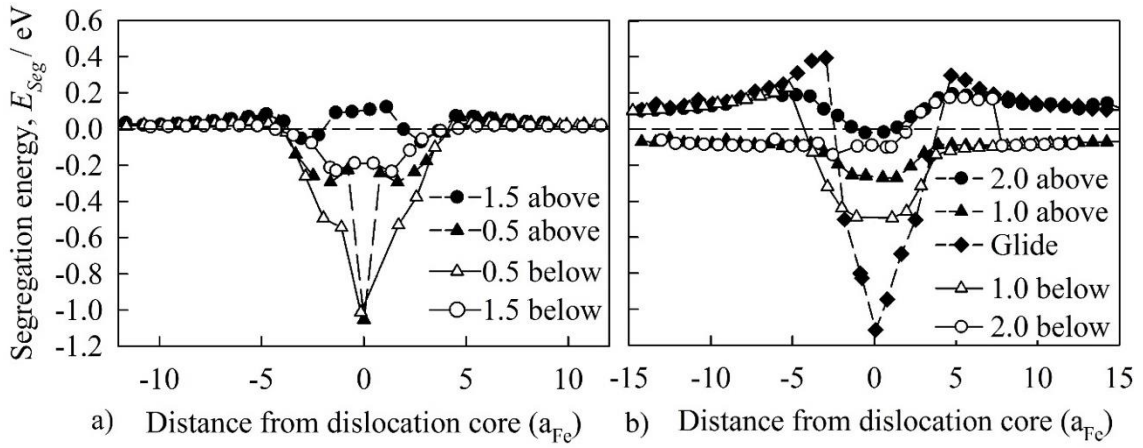 Segregation energy, E_Seg / eV
0.6
0.4
0.2
0.0
-0.2
-0.4
-0.6
-0.8
-1.0
-1.2
1.5 above
0.5 above
0.5 below
1.5 below
-10 -5 0 5 10
a) Distance from dislocation core (a_Fe)
2.0 above
1.0 above
Glide
1.0 below
2.0 below
-15 -10 -5 0 5 10 15
b) Distance from dislocation core (a_Fe)